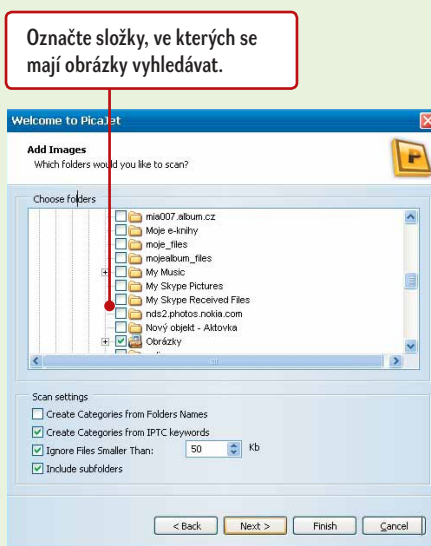 Označte složky, ve kterých se
mají obrázky vyhledávat.
Welcome to PicaJet
Add Images
Which folders would you like to scan?
Choose folders
mia007.album.cz
Moje e-knihy
moje_files
mojealbum_files
My Music
My Skype Pictures
My Skype Received Files
nds2.photos.nokia.com
Nový objekt - Aktovka
Obrázky
Scan settings
Create Categories from Folders Names
Create Categories from IPTC keywords
Ignore Files Smaller Than: 50 Kb
Include subfolders
< Back Next > Finish Cancel